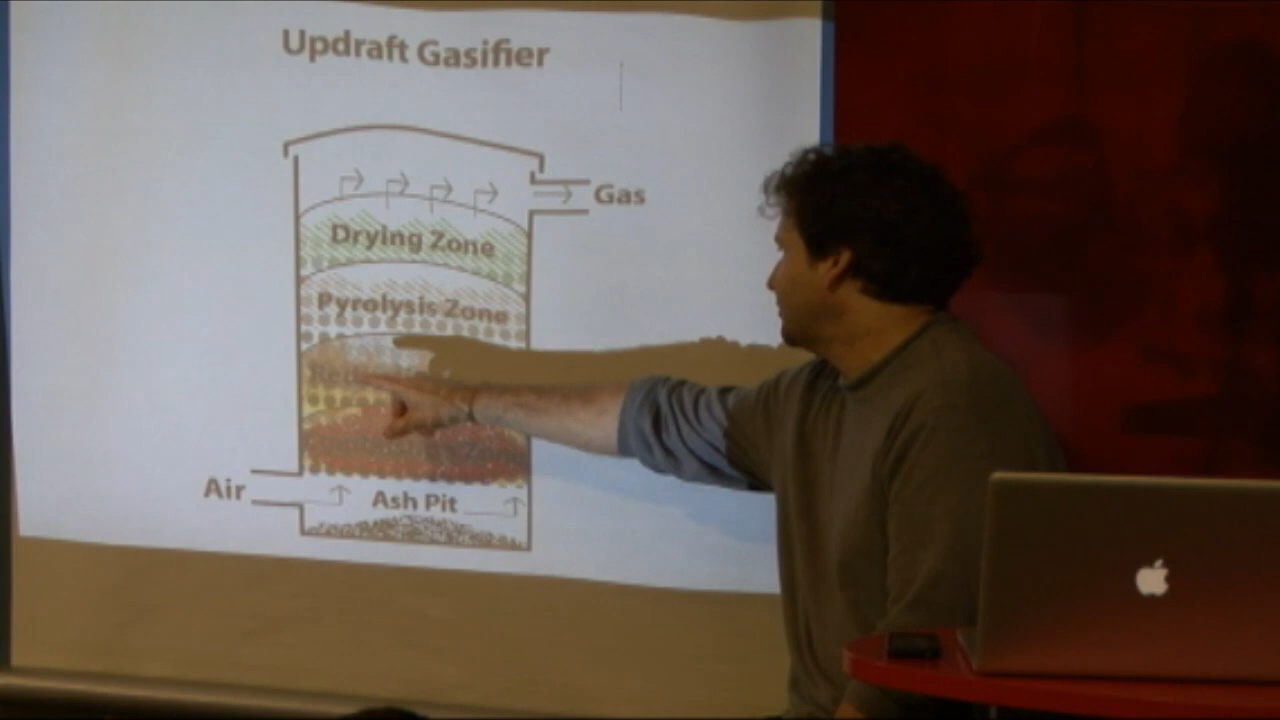 Updraft Gasifier
Gas
Drying Zone
Pyrolysis Zone
Air
Ash Pit